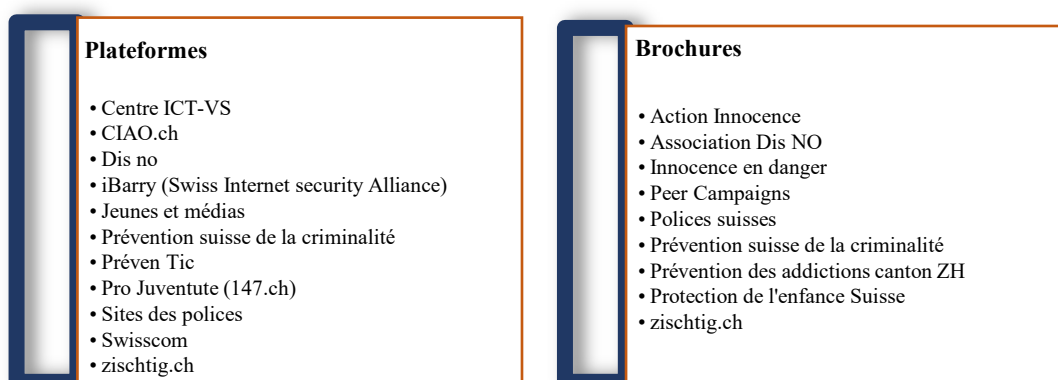 Plateformes
• Centre ICT-VS
• CIAO.ch
• Dis no
• iBarry (Swiss Internet security Alliance)
• Jeunes et médias
• Prévention suisse de la criminalité
• Préven Tic
• Pro Juventute (147.ch)
• Sites des polices
• Swisscom
• zischtig.ch
Brochures
• Action Innocence
• Association Dis NO
• Innocence en danger
• Peer Campaigns
• Polices suisses
• Prévention suisse de la criminalité
• Prévention des addictions canton ZH
• Protection de l'enfance Suisse
• zischtig.ch